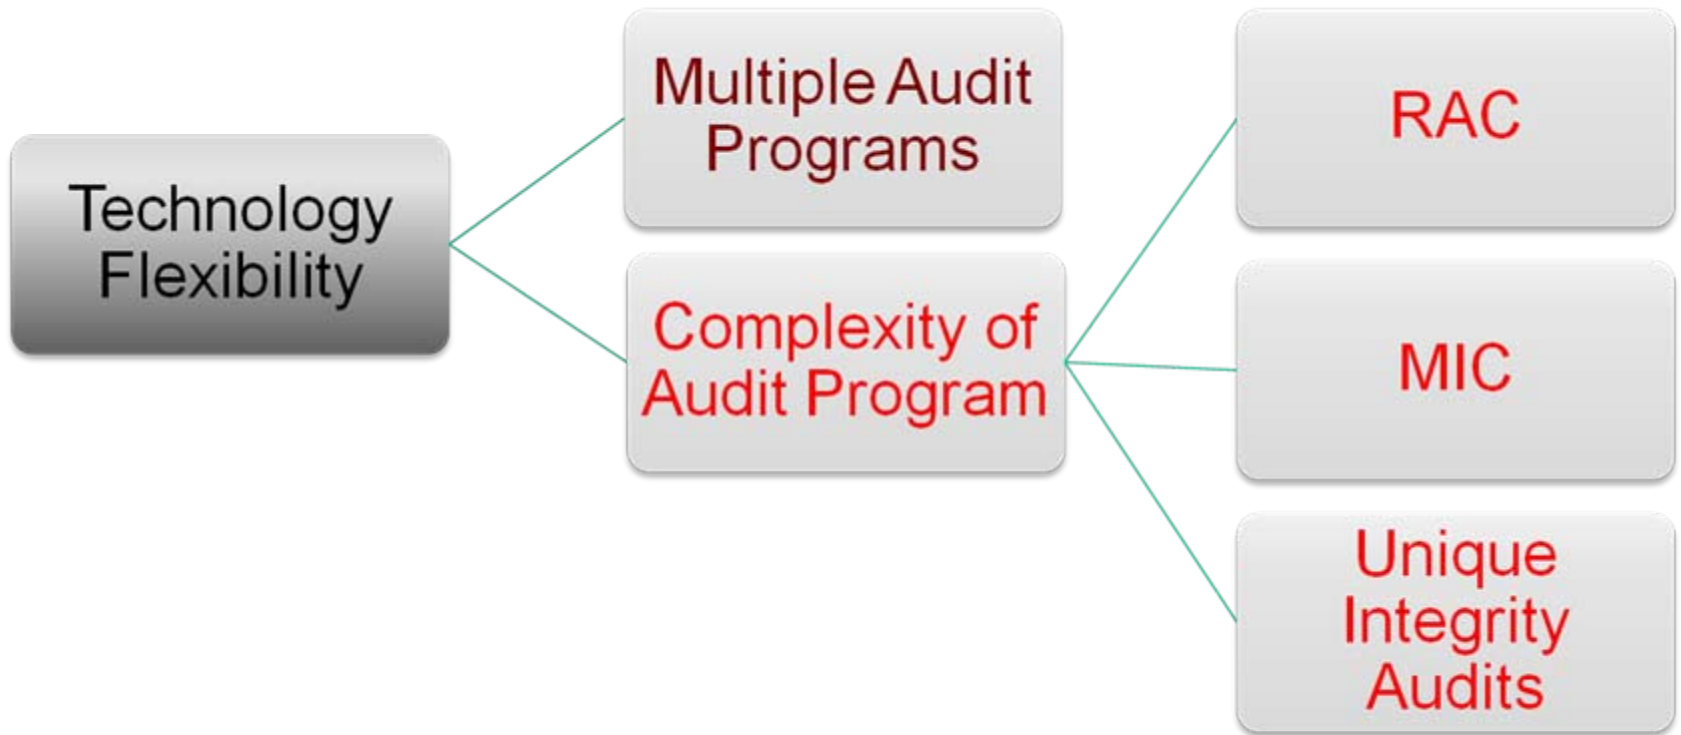 Technology
Flexibility
Multiple Audit
Programs
Complexity of
Audit Program
RAC
MIC
Unique
Integrity
Audits